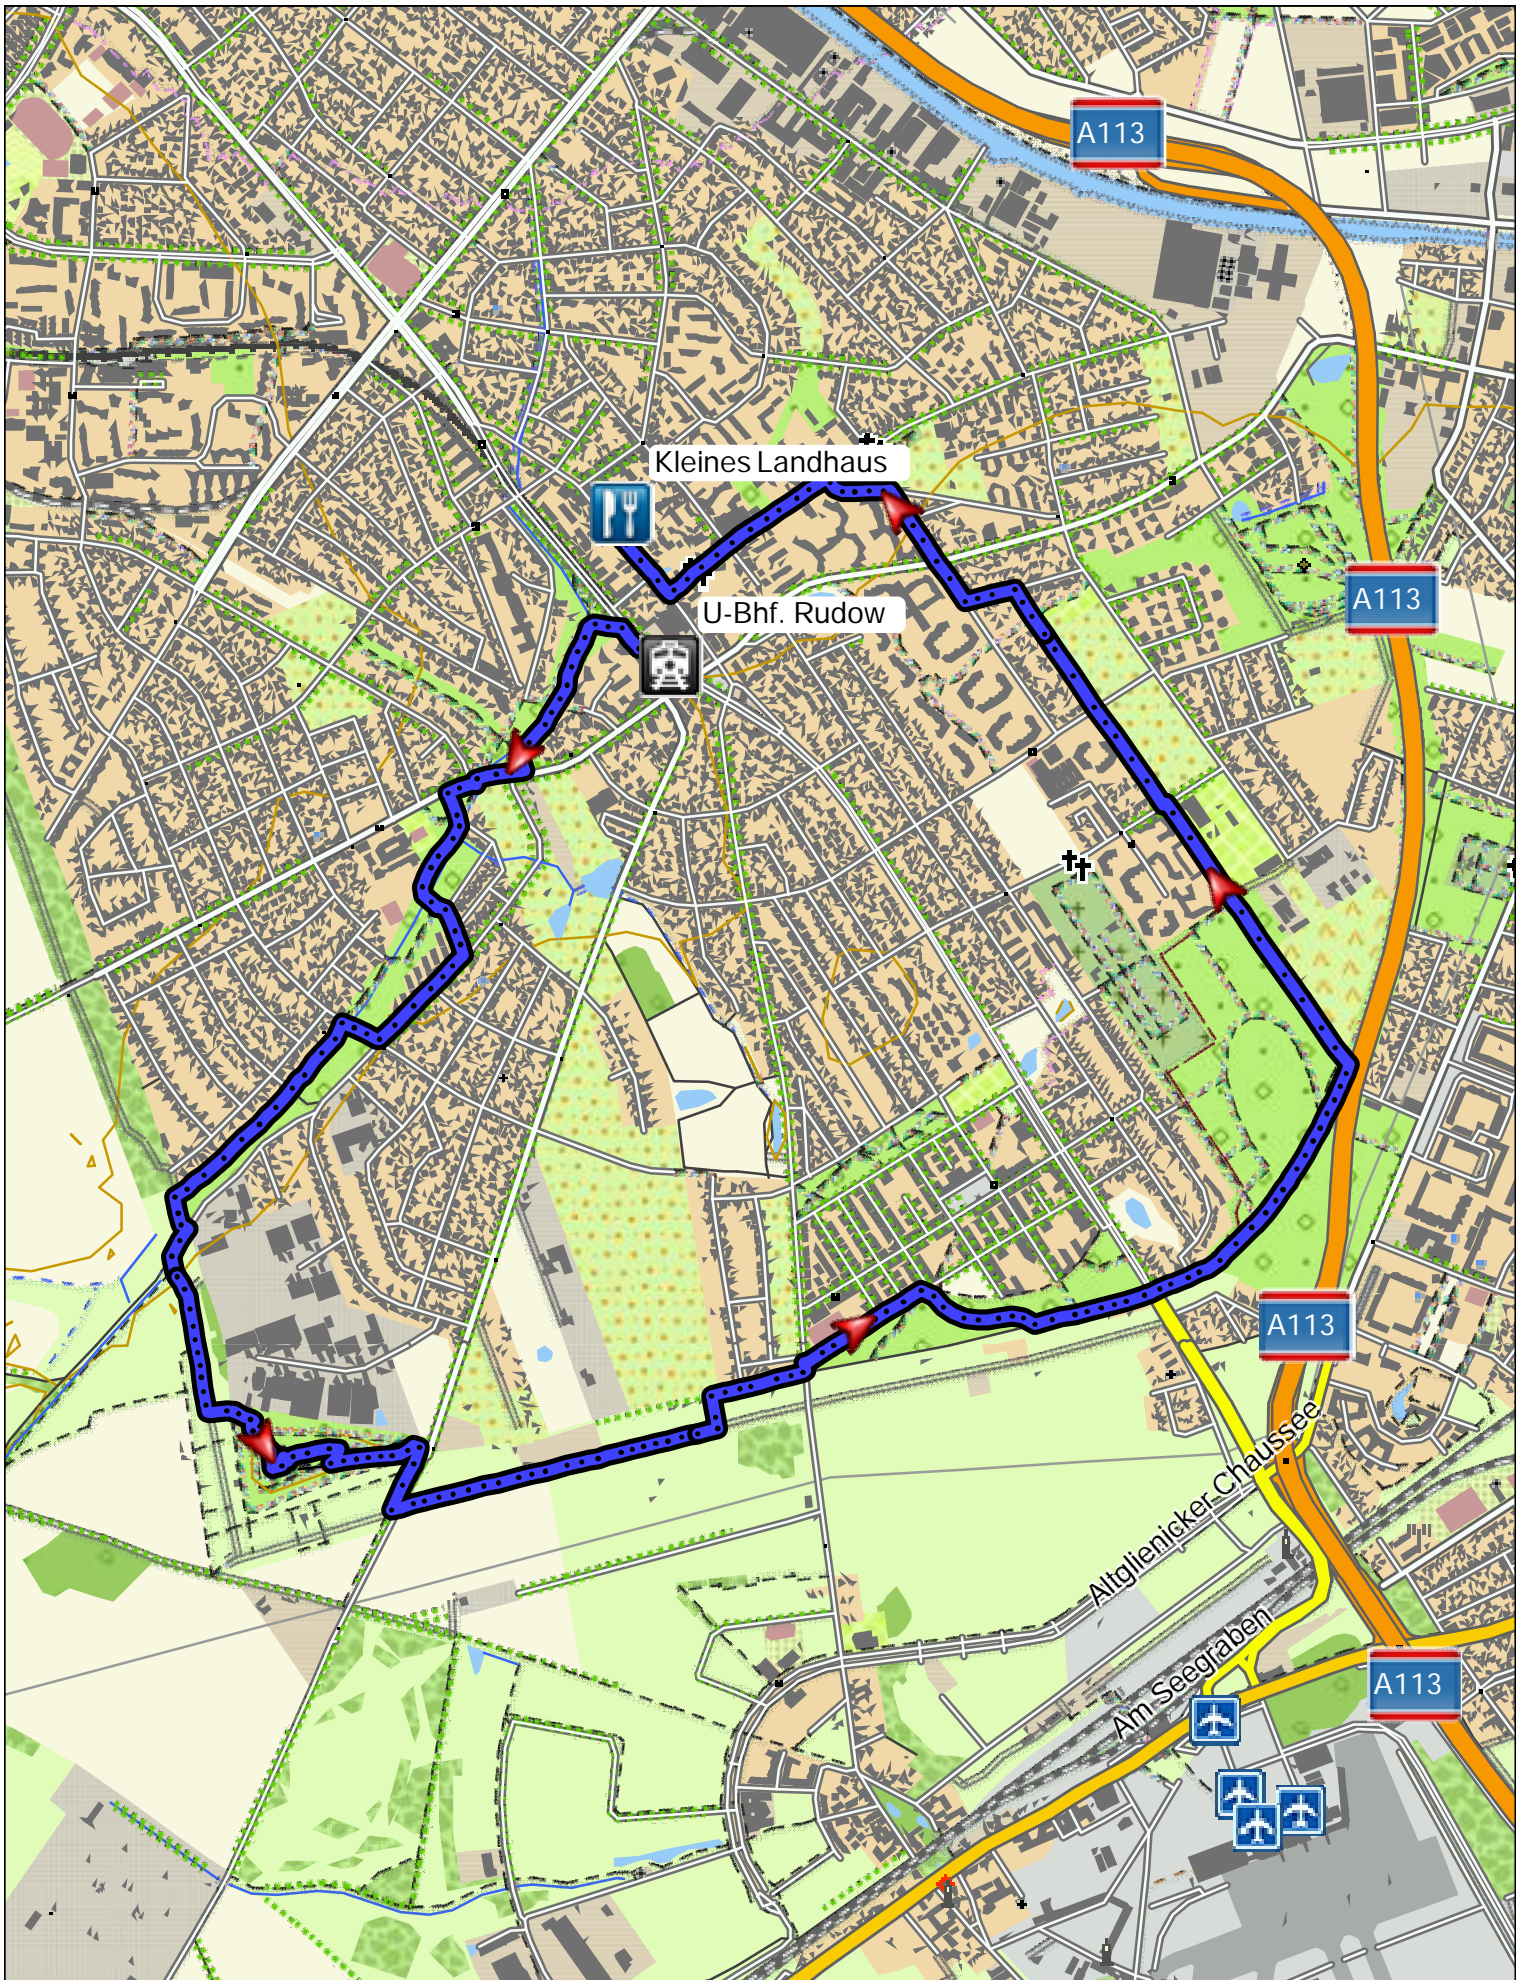 A113
Kleines Landhaus
A113
U-Bhf. Rudow
A113
Altglienicker Chaussee
Am Seegraben
A113